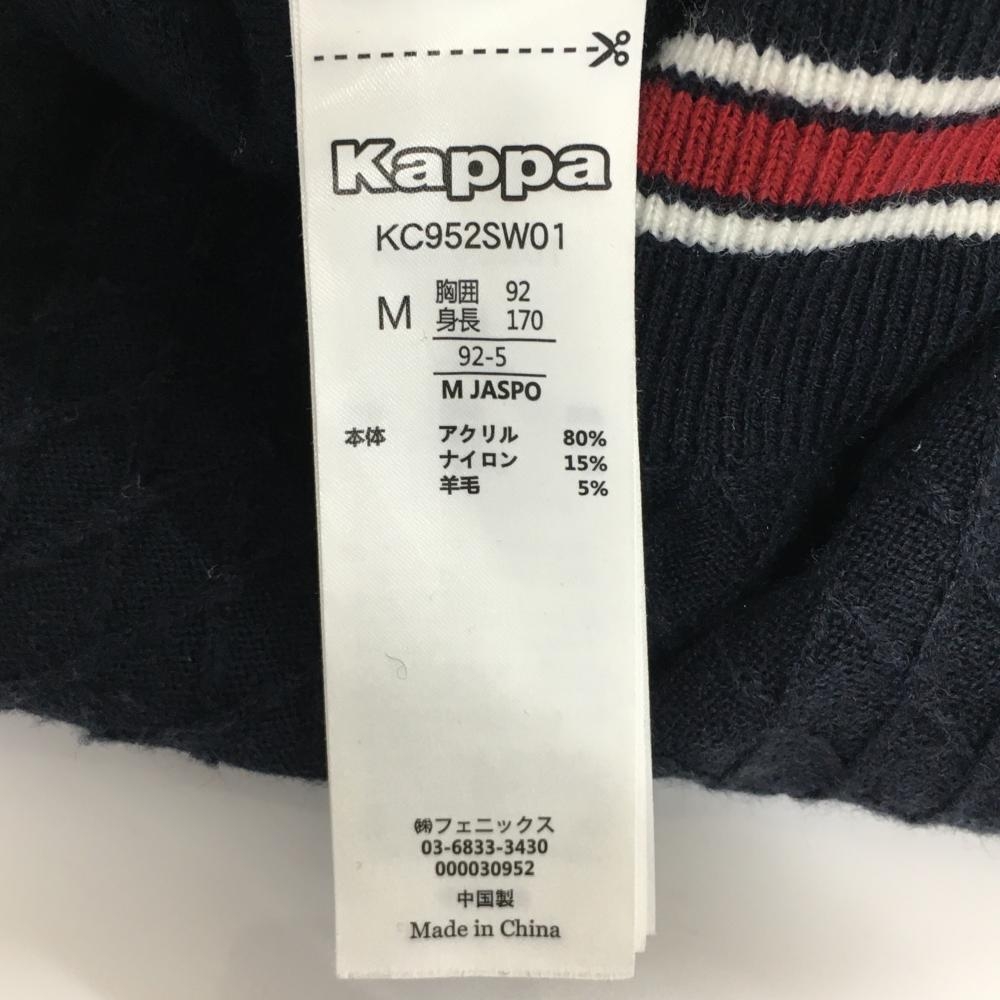 Kappa
KC952SW01
M
胸囲 92
身長 170
92-5
M JASPO
本体 アクリル 80%
ナイロン 15%
羊毛 5%
㈱フェニックス
03-6833-3430
000030952
中国製
Made in China